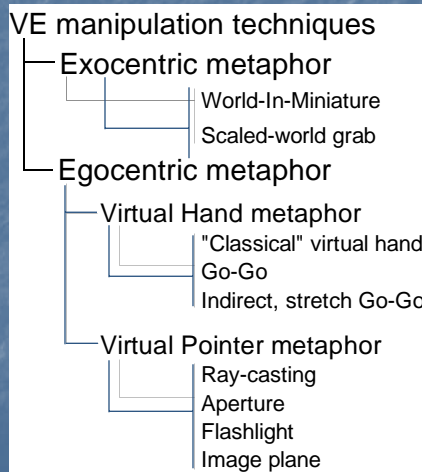 VE manipulation techniques
Exocentric metaphor
World-In-Miniature
Scaled-world grab
Egocentric metaphor
Virtual Hand metaphor
"Classical" virtual hand
Go-Go
Indirect, stretch Go-Go
Virtual Pointer metaphor
Ray-casting
Aperture
Flashlight
Image plane